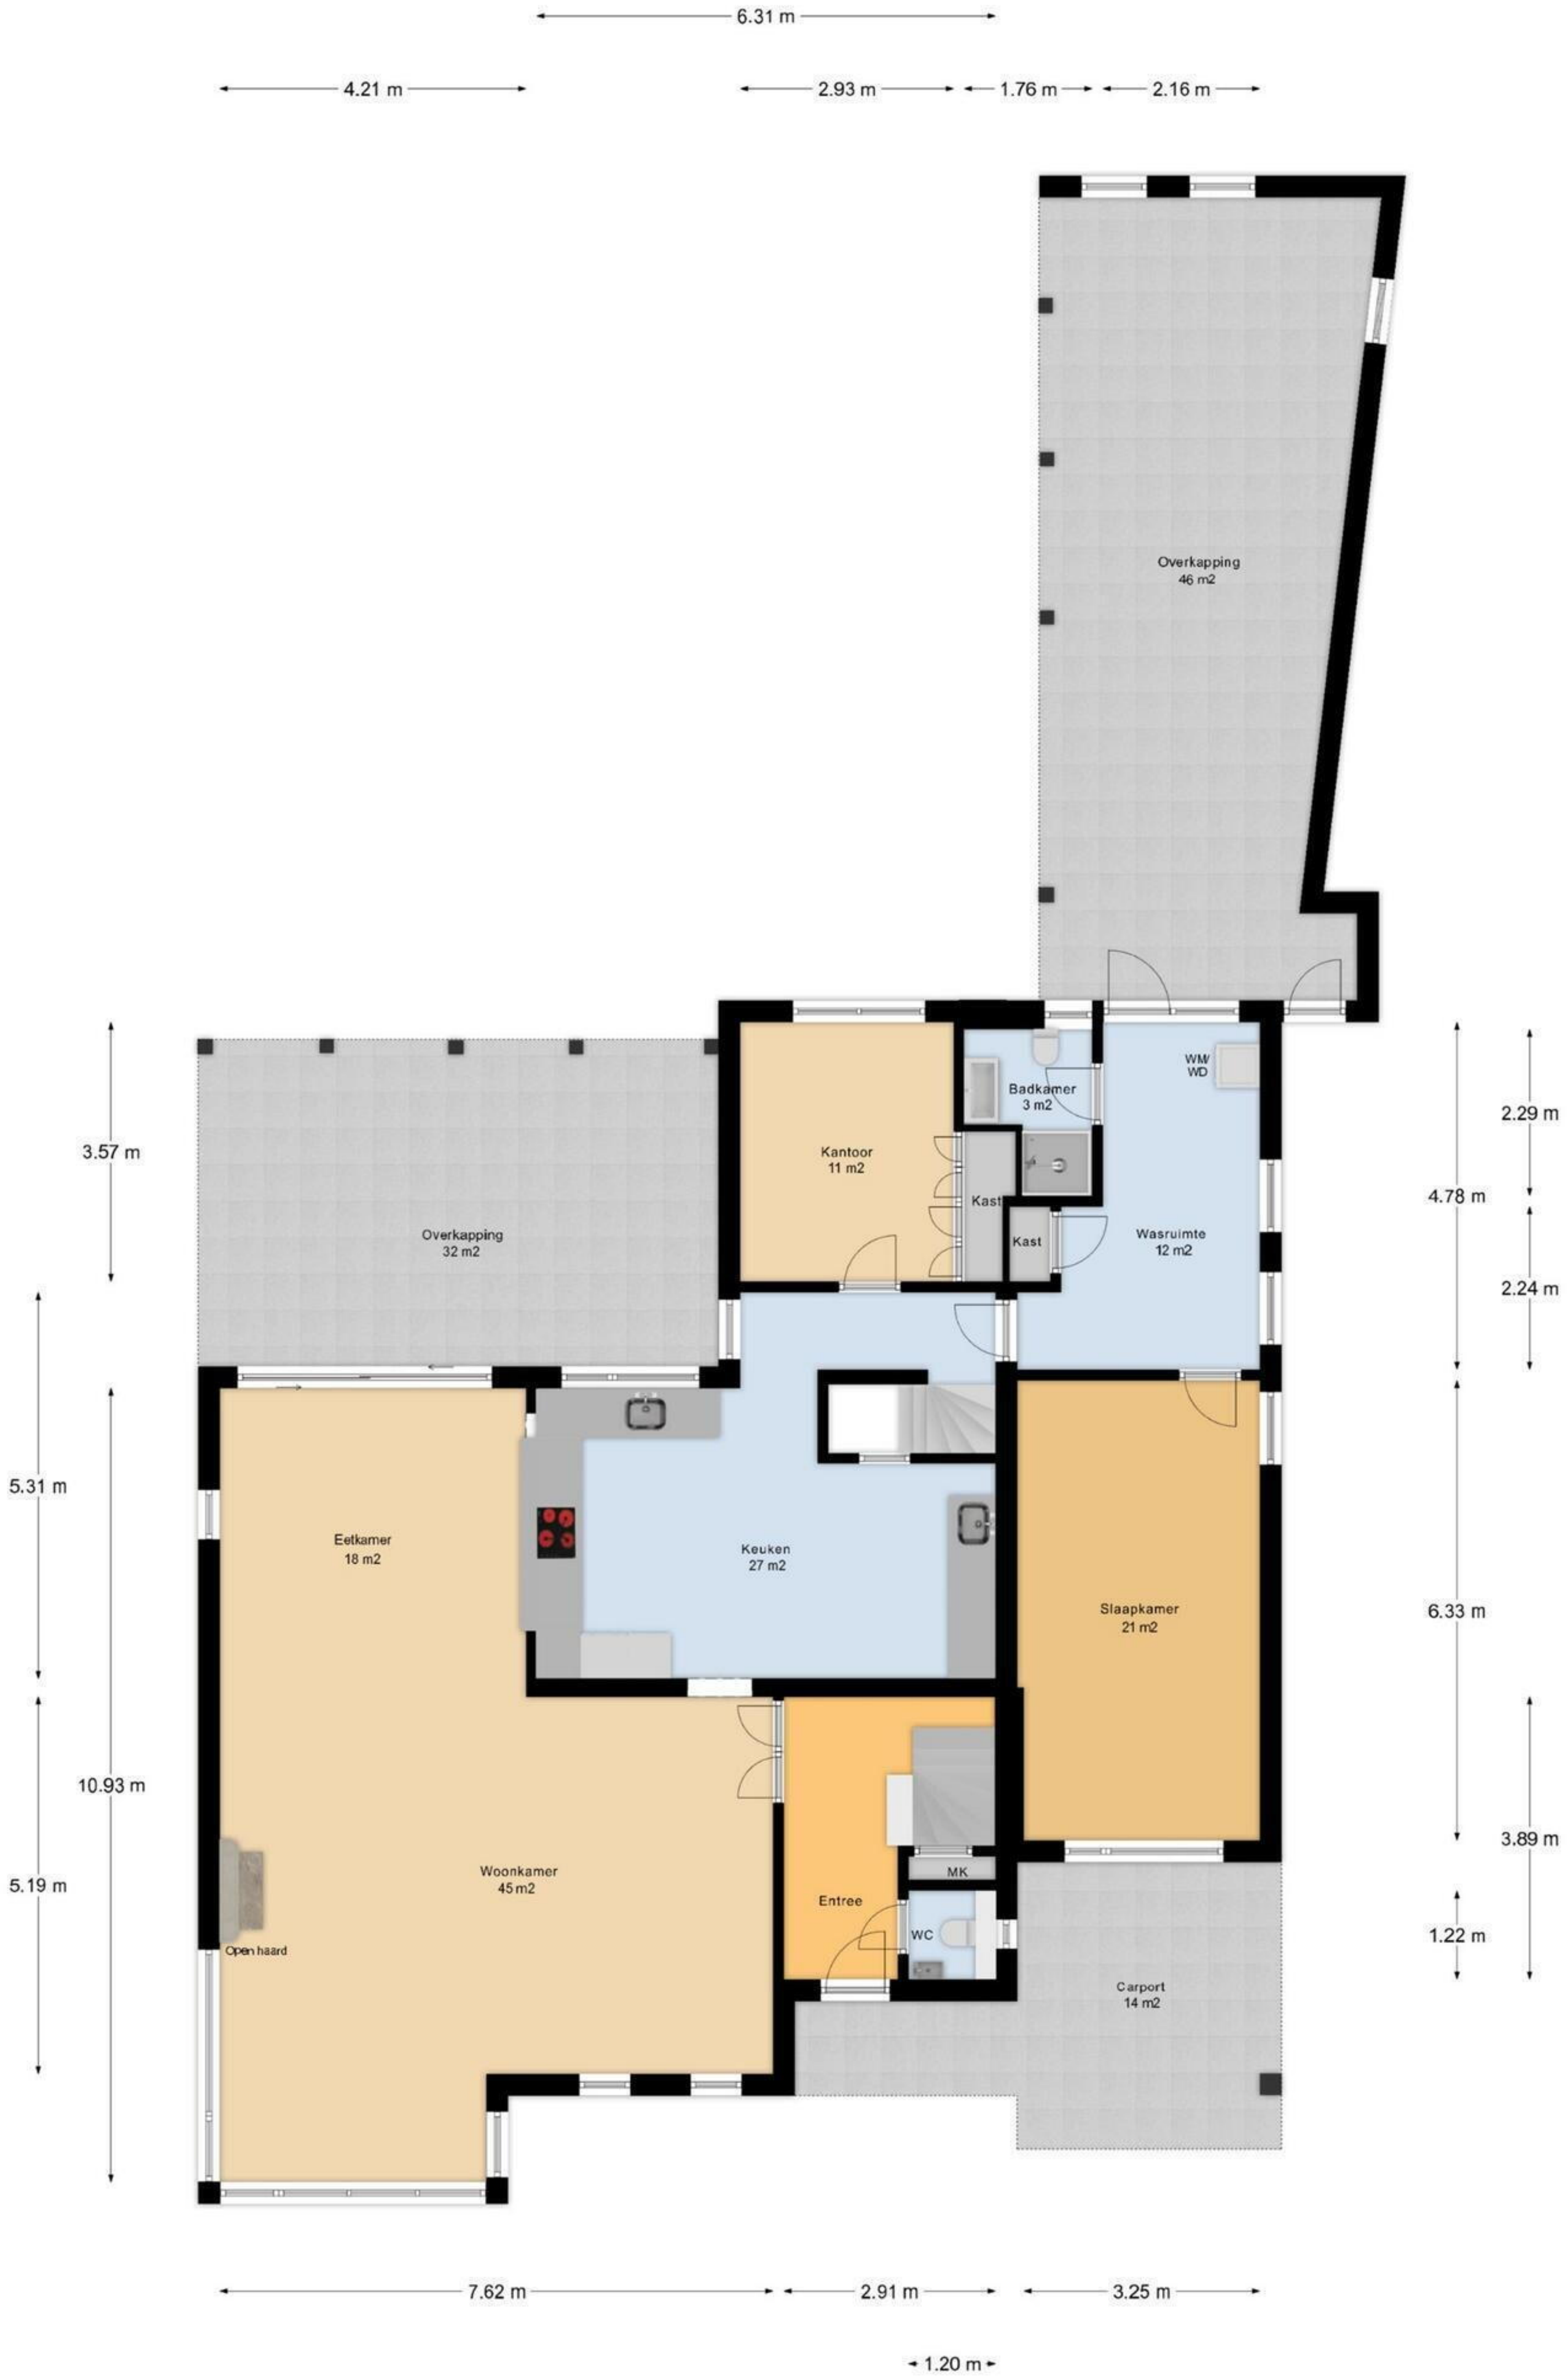 6.31 m
4.21 m
2.93 m
1.76 m
2.16 m
Overkapping
46 m2
WM/
WD
Badkamer
3 m2
2.29 m
3.57 m
Kantoor
11 m2
Kast
4.78 m
Overkapping
32 m2
Kast
Wasruimte
12 m2
2.24 m
5.31 m
Eetkamer
18 m2
Keuken
27 m2
Slaapkamer
21 m2
6.33 m
10.93 m
3.89 m
5.19 m
Woonkamer
45 m2
MK
Entree
WC
1.22 m
Open haard
Carport
14 m2
7.62 m
2.91 m
3.25 m
1.20 m